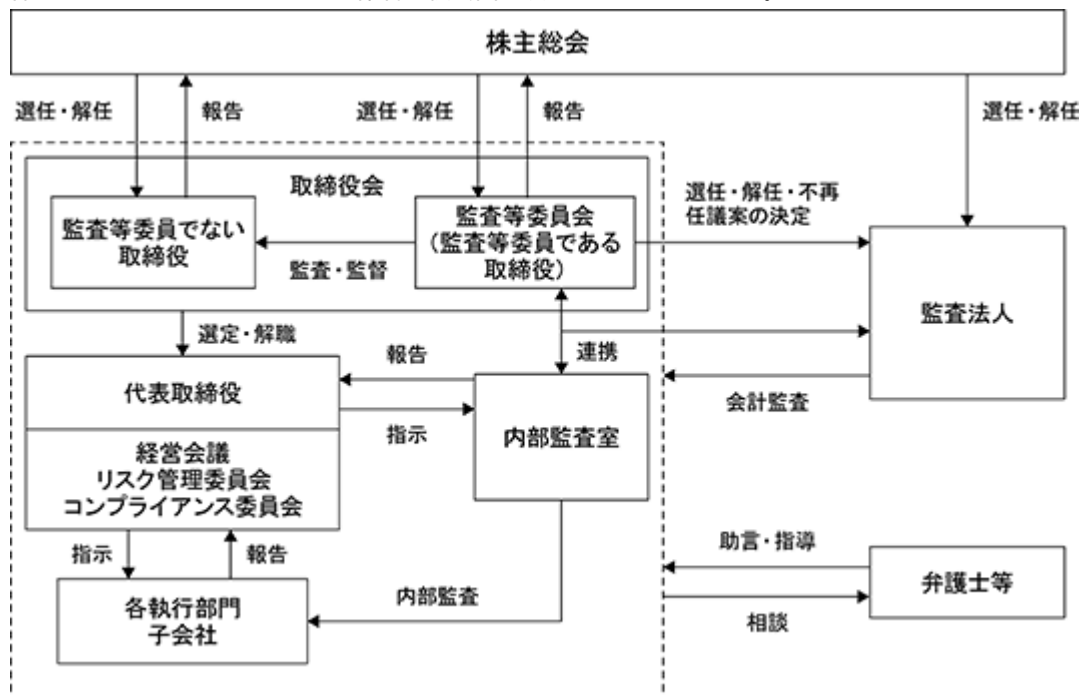 株主総会
選任・解任
報告
選任・解任
報告
選任・解任
取締役会
監査等委員でない
取締役
監査等委員会
(監査等委員である
取締役)
監査・監督
選任・解任・不再
任議案の決定
監査法人
選定・解職
連携
報告
代表取締役
指示
会計監査
内部監査室
経営会議
リスク管理委員会
コンプライアンス委員会
指示
報告
助言・指導
弁護士等
内部監査
相談
各執行部門
子会社